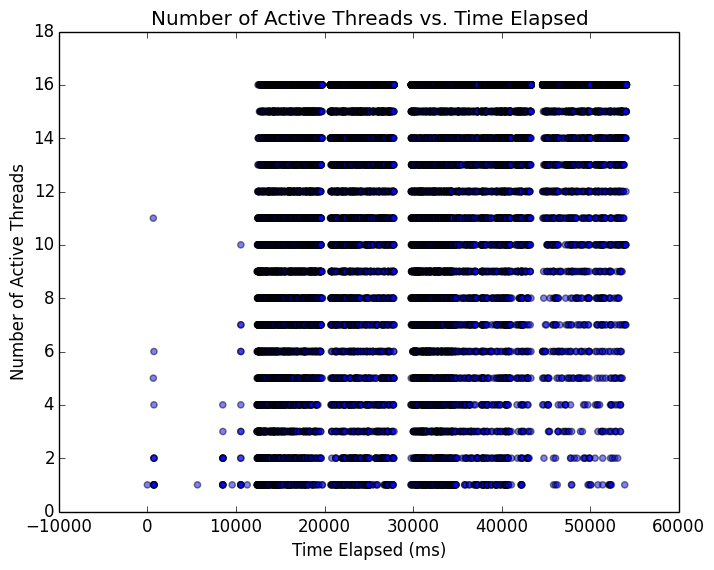 Number of Active Threads vs. Time Elapsed
18
16
14
12
10
8
6
4
2
0
Number of Active Threads
−10000 0 10000 20000 30000 40000 50000 60000
Time Elapsed (ms)